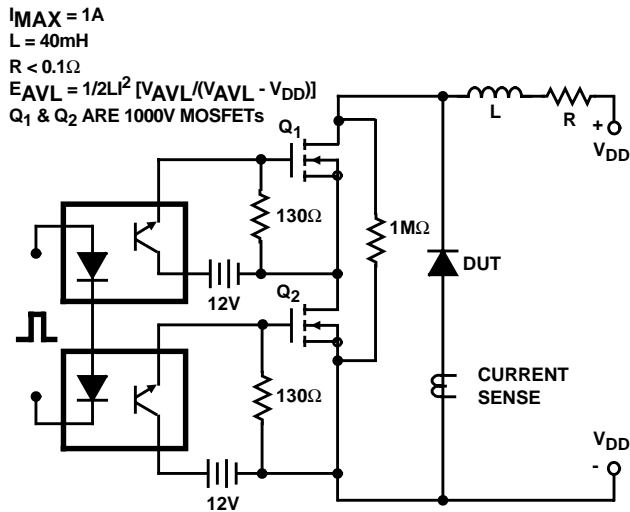 IMAX = 1A
L = 40mH
R < 0.1Ω
EAVL = 1/2LI² [VAVL/(VAVL - VDD)]
Q1 & Q2 ARE 1000V MOSFETs
Q1
L
R
+
VDD
130Ω
1MΩ
DUT
12V
Q2
CURRENT
SENSE
130Ω
VDD
-
12V